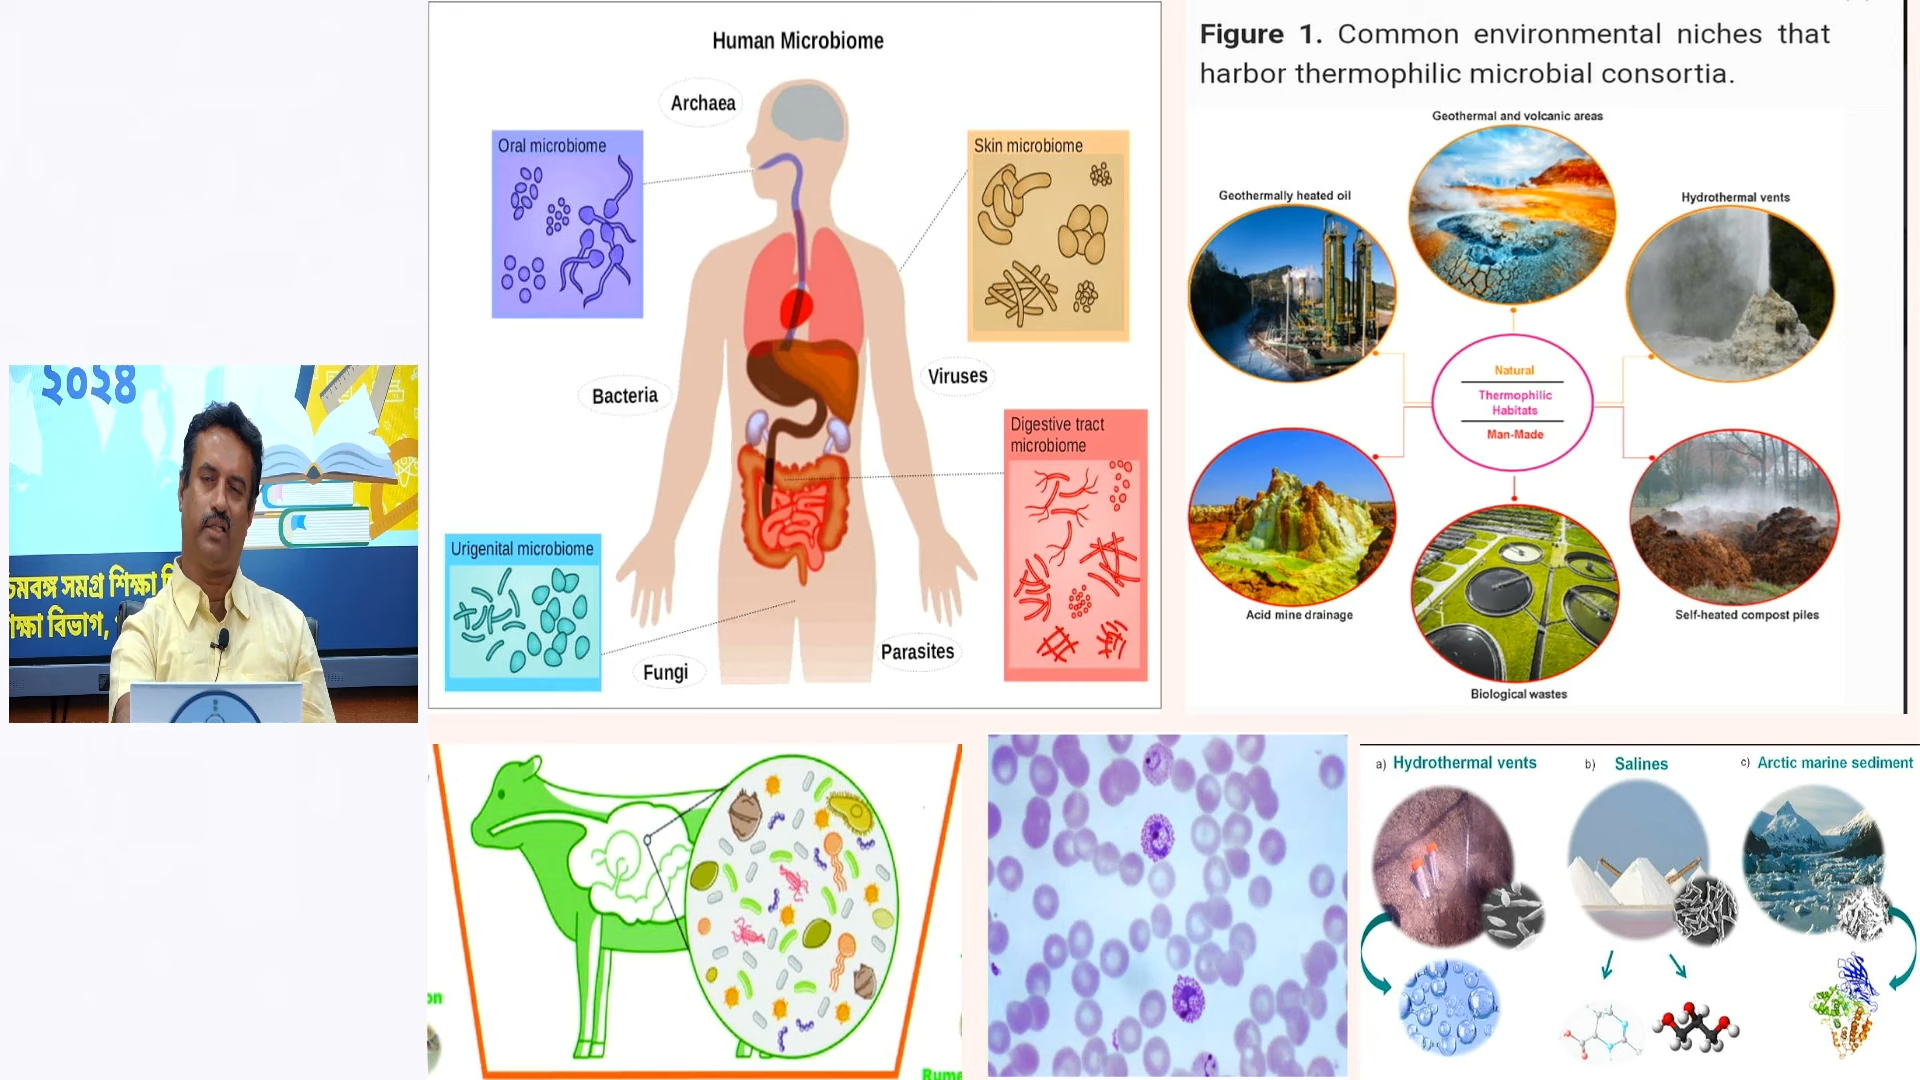 ২০২৪
চমবঙ্গ সমগ্র শিক্ষা
ক্ষা বিভাগ,
Human Microbiome
Archaea
Oral microbiome
Skin microbiome
Bacteria
Viruses
Digestive tract
microbiome
Urigenital microbiome
Fungi
Parasites
Figure 1. Common environmental niches that
harbor thermophilic microbial consortia.
Geothermal and volcanic areas
Geothermally heated oil
Hydrothermal vents
Natural
Thermophilic
Habitats
Man-Made
Acid mine drainage
Self-heated compost piles
Biological wastes
on
Rume
a) Hydrothermal vents
b) Salines
c) Arctic marine sediment